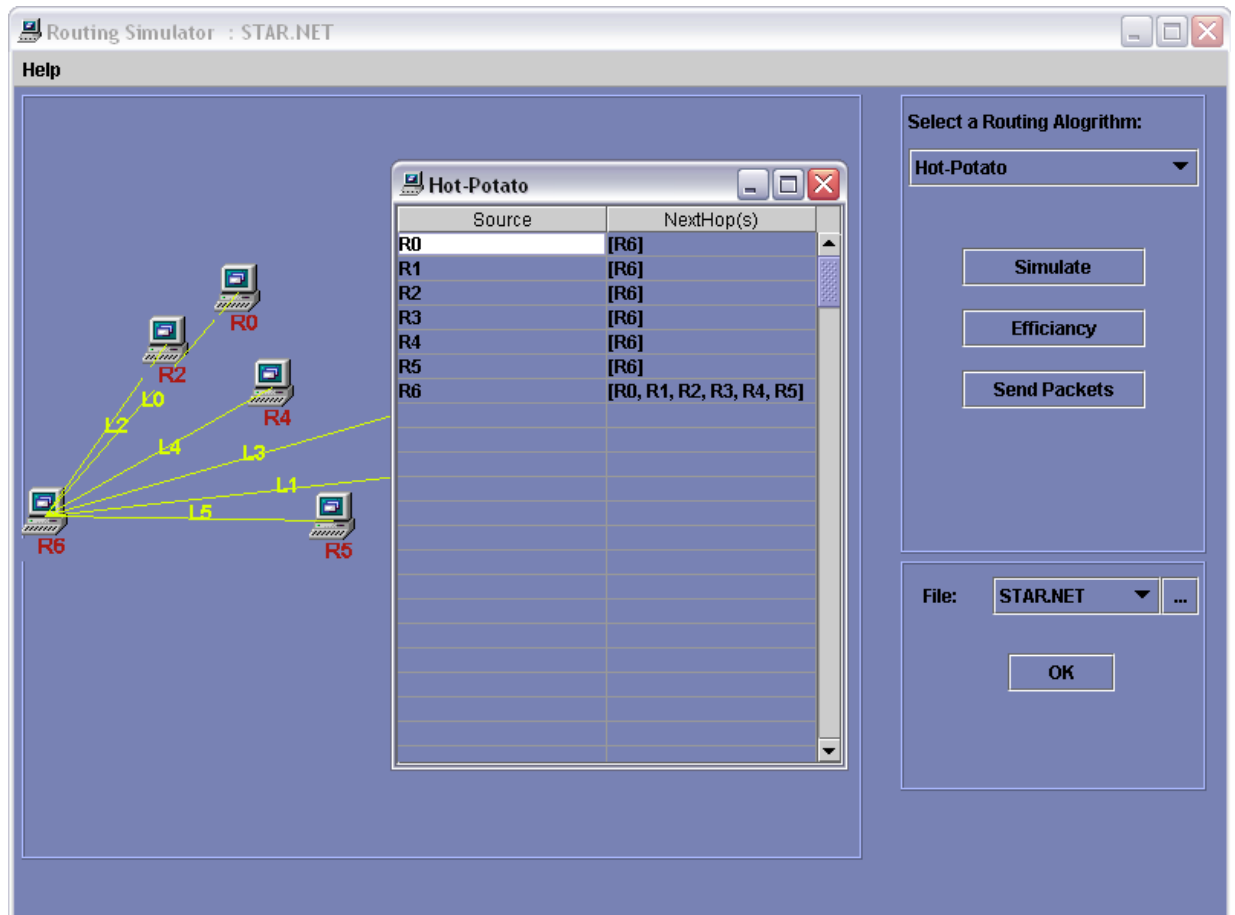 Routing Simulator : STAR.NET
Help
Select a Routing Alogrithm:
Hot-Potato
Simulate
Efficiancy
Send Packets
File: STAR.NET ...
OK
Hot-Potato
Source NextHop(s)
R0 [R6]
R1 [R6]
R2 [R6]
R3 [R6]
R4 [R6]
R5 [R6]
R6 [R0, R1, R2, R3, R4, R5]
R0
R2
L0
R4
L2
L4
L3
L1
L5
R6
R5